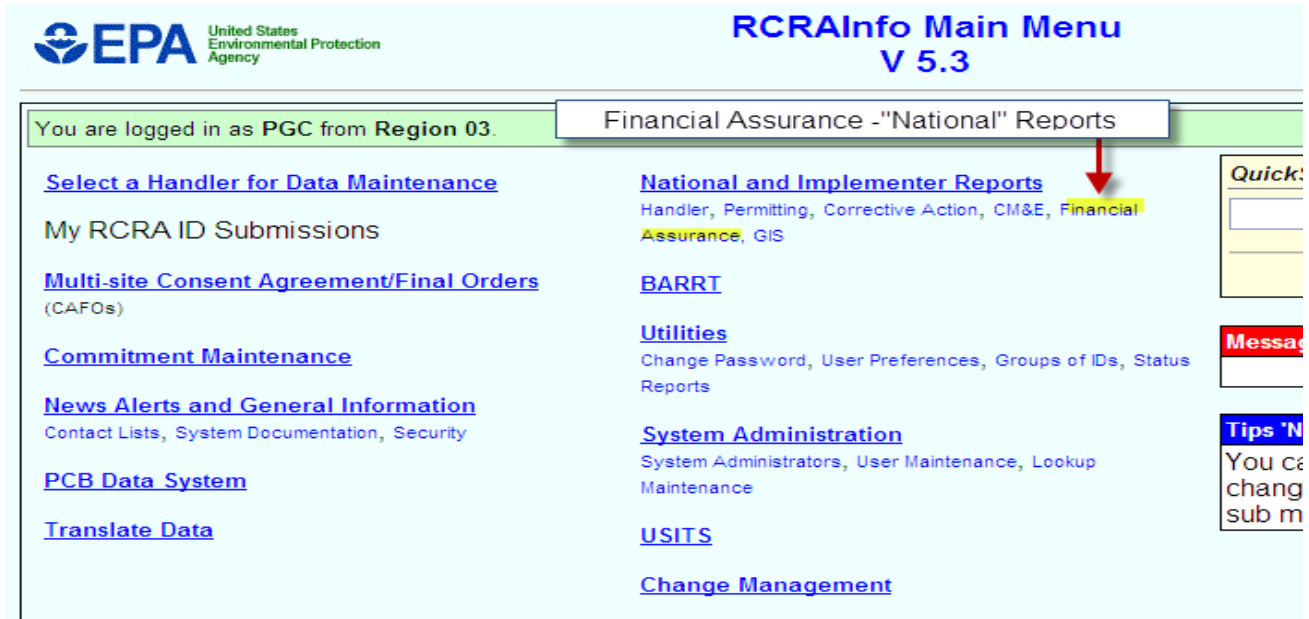 EPA
United States
Environmental Protection
Agency
RCRAInfo Main Menu
V 5.3
You are logged in as PGC from Region 03.
Financial Assurance -"National" Reports
Select a Handler for Data Maintenance
My RCRA ID Submissions
Multi-site Consent Agreement/Final Orders
(CAFOs)
Commitment Maintenance
News Alerts and General Information
Contact Lists, System Documentation, Security
PCB Data System
Translate Data
National and Implementer Reports
Handler, Permitting, Corrective Action, CM&E, Financial
Assurance, GIS
BARRT
Utilities
Change Password, User Preferences, Groups of IDs, Status
Reports
System Administration
System Administrators, User Maintenance, Lookup
Maintenance
USITS
Change Management
Tips
You
sub